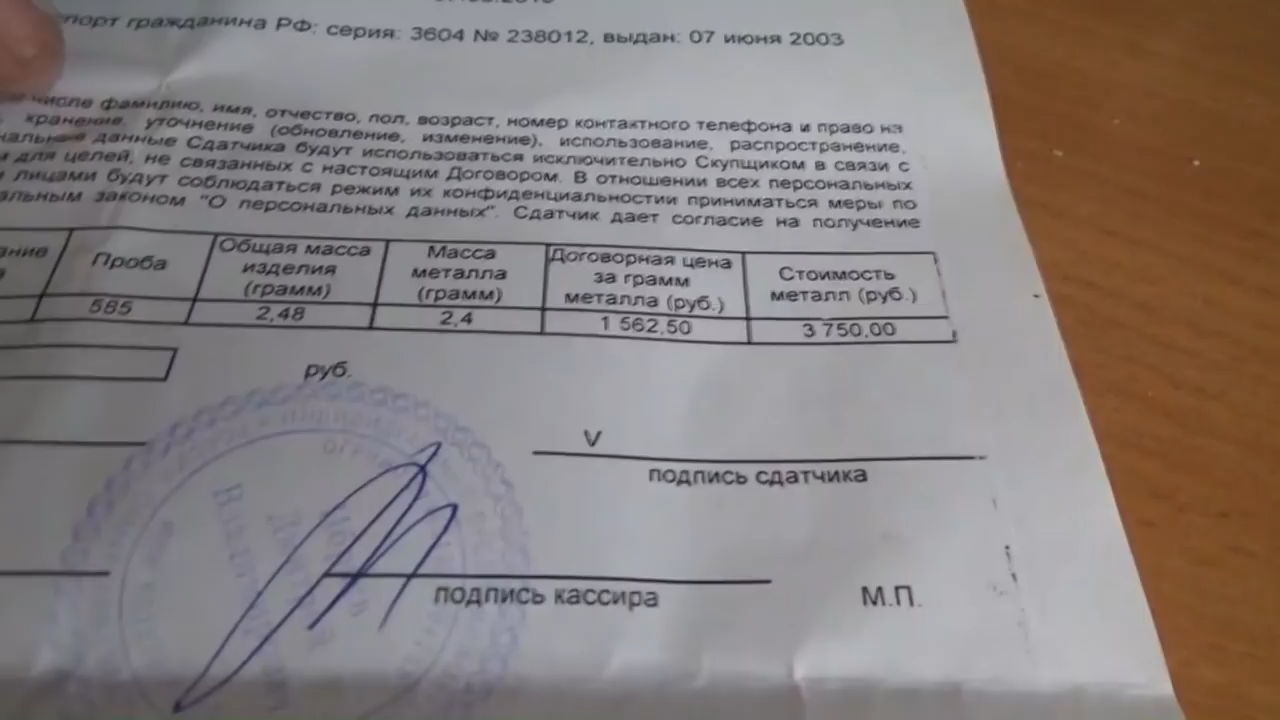 спорт гражданина РФ: серия: 3604 № 238012, выдан: 07 июня 2003
числе фамилию, имя, отчество, пол, возраст, номер контактного телефона и право на
хранение, уточнение (обновление, изменение), использование, распространение,
данные Сдатчика будут использоваться исключительно Скупщиком в связи с
для целей, не связанных с настоящим Договором. В отношении всех персональных
лицами будут соблюдаться режим их конфиденциальностии приниматься меры по
альным законом "О персональных данных". Сдатчик дает согласие на получение
Проба
Общая масса изделия (грамм)
Масса металла (грамм)
Договорная цена за грамм металла (руб.)
Стоимость металл (руб.)
585
2,48
2,4
1 562,50
3 750,00
руб.
V
подпись сдатчика
подпись кассира
М.П.